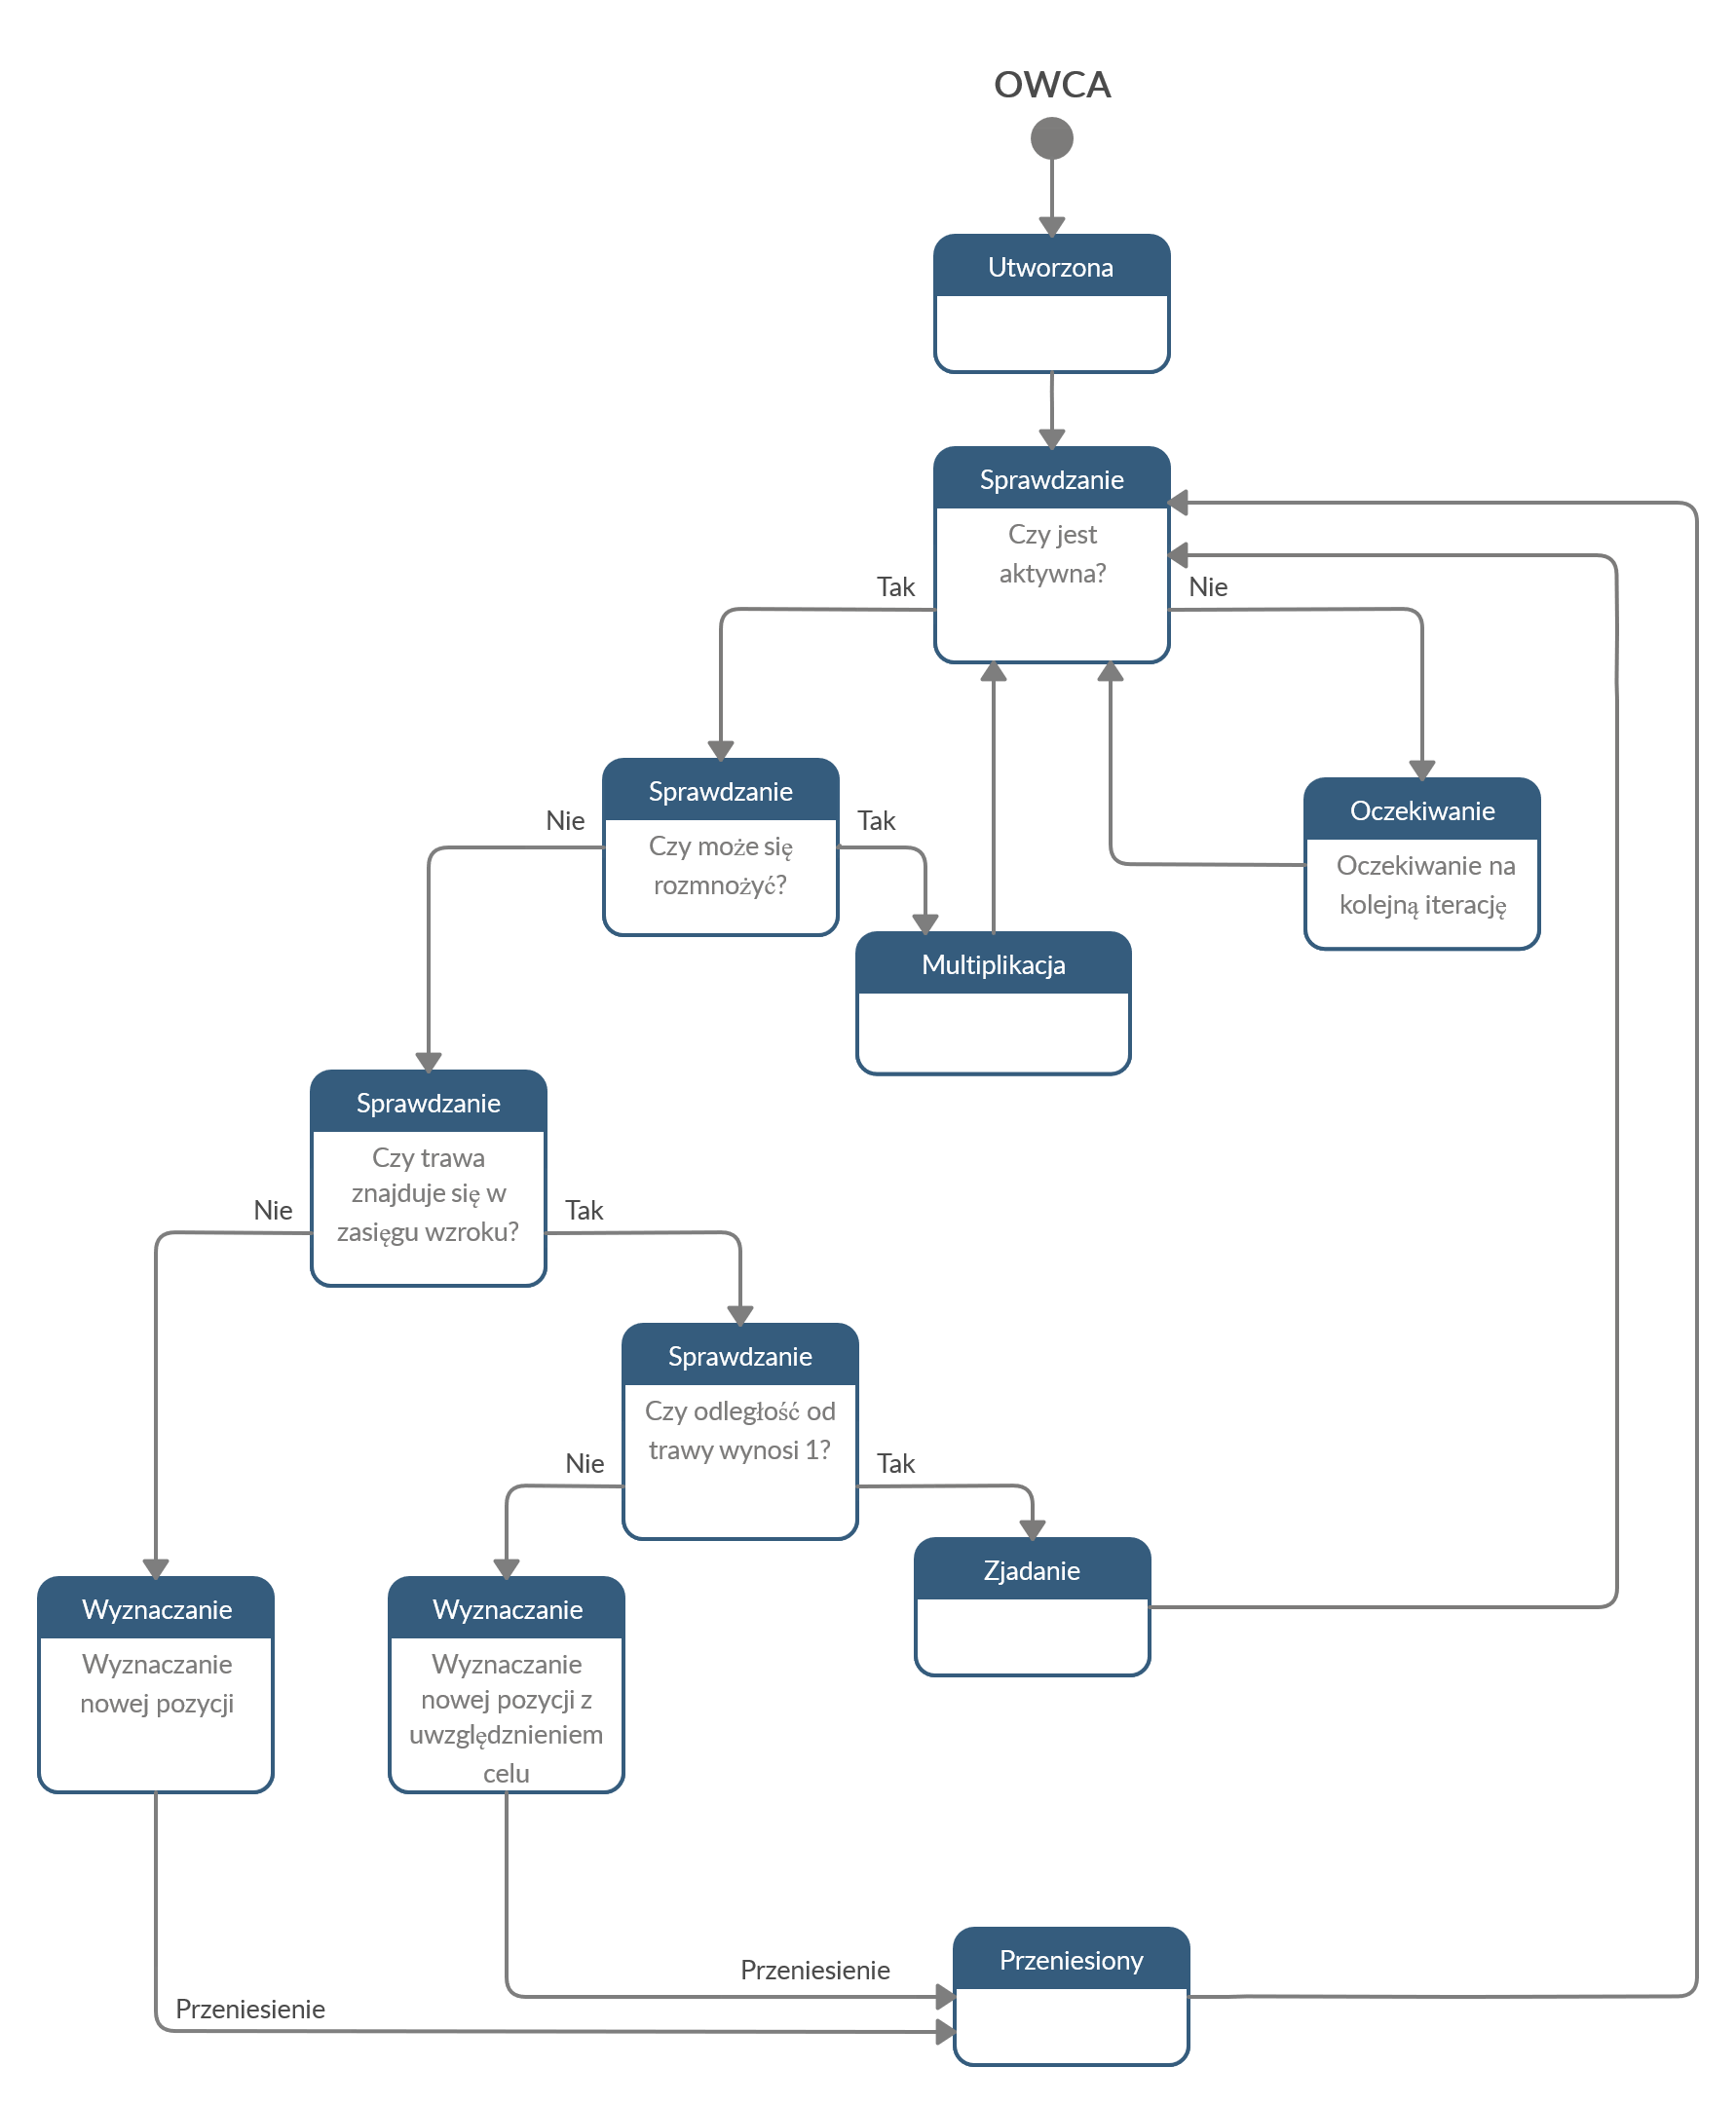 OWCA
Utworzona
Sprawdzanie
Czy jest
aktywna?
Tak
Nie
Sprawdzanie
Czy może się
rozmnożyć?
Nie
Tak
Oczekiwanie
Oczekiwanie na
kolejną iterację
Multiplikacja
Sprawdzanie
Czy trawa
znajduje się w
zasięgu wzroku?
Nie
Tak
Sprawdzanie
Czy odległość od
trawy wynosi 1?
Nie
Tak
Zjadanie
Wyznaczanie
Wyznaczanie
nowej pozycji
Wyznaczanie
Wyznaczanie
nowej pozycji z
uwzględznieniem
celu
Przeniesiony
Przeniesienie
Przeniesienie